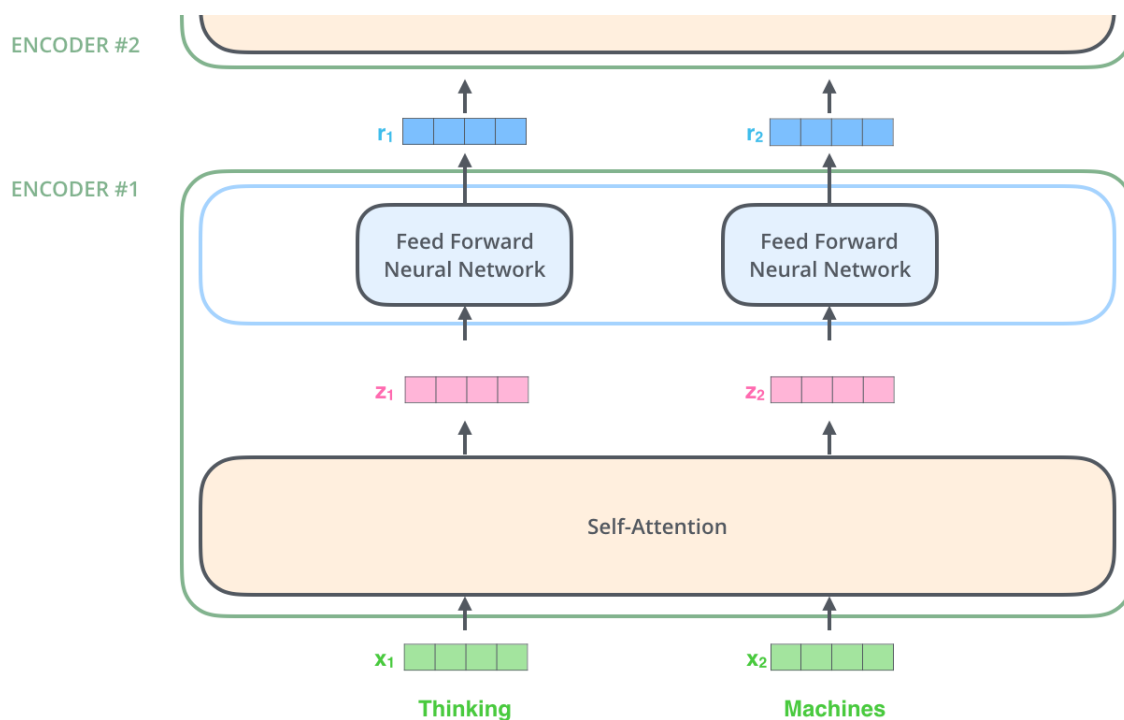 ENCODER #2
r₁
r₂
ENCODER #1
Feed Forward
Neural Network
Feed Forward
Neural Network
z₁
z₂
Self-Attention
x₁
x₂
Thinking
Machines